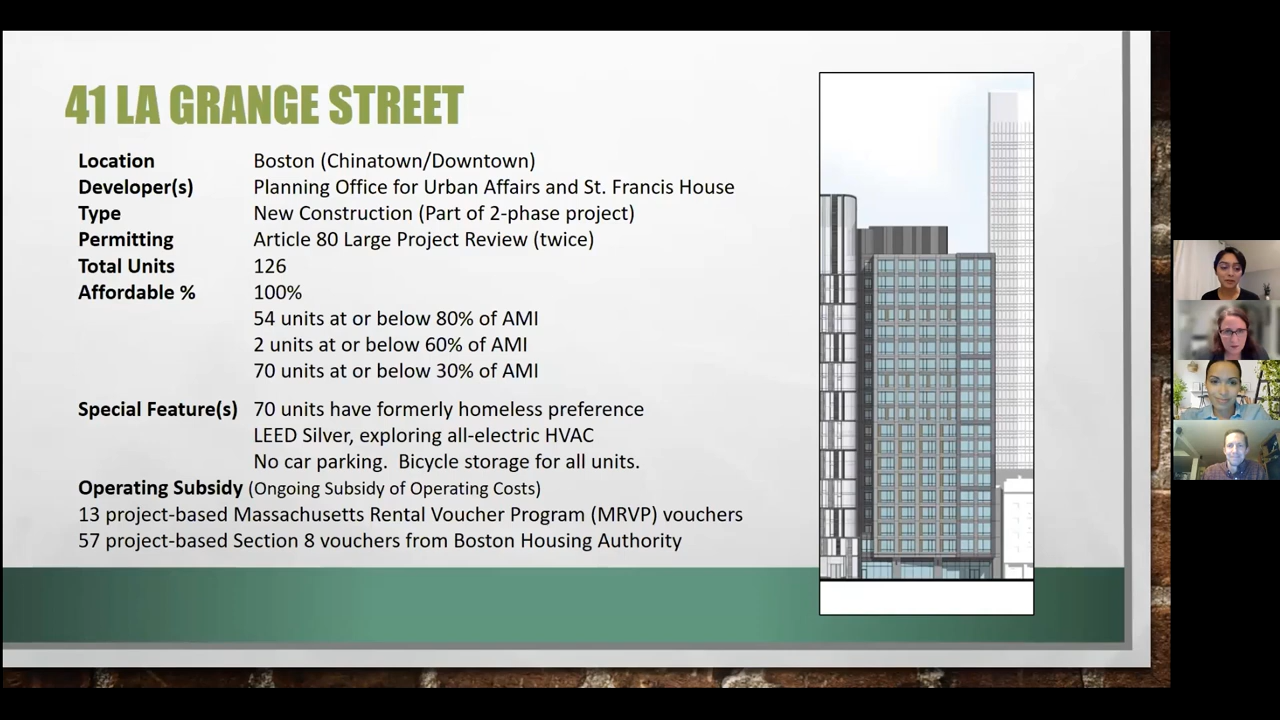 41 LA GRANGE STREET
Location Boston (Chinatown/Downtown)
Developer(s) Planning Office for Urban Affairs and St. Francis House
Type New Construction (Part of 2-phase project)
Permitting Article 80 Large Project Review (twice)
Total Units 126
Affordable % 100%
54 units at or below 80% of AMI
2 units at or below 60% of AMI
70 units at or below 30% of AMI
Special Feature(s) 70 units have formerly homeless preference
LEED Silver, exploring all-electric HVAC
No car parking. Bicycle storage for all units.
Operating Subsidy (Ongoing Subsidy of Operating Costs)
13 project-based Massachusetts Rental Voucher Program (MRVP) vouchers
57 project-based Section 8 vouchers from Boston Housing Authority